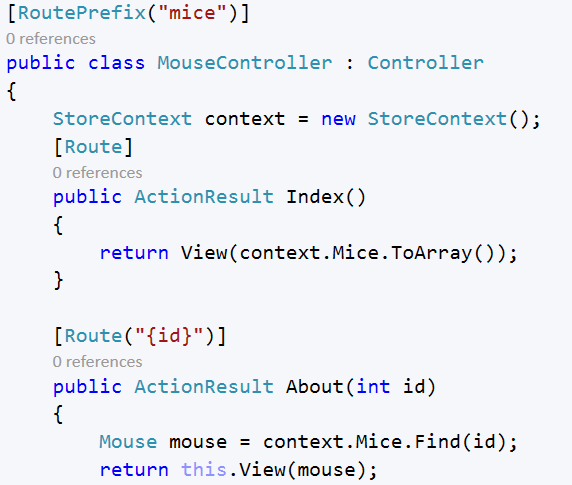 [RoutePrefix("mice")]
0 references
public class MouseController : Controller
{
    StoreContext context = new StoreContext();
    [Route]
    0 references
    public ActionResult Index()
    {
        return View(context.Mice.ToArray());
    }

    [Route("{id}")]
    0 references
    public ActionResult About(int id)
    {
        Mouse mouse = context.Mice.Find(id);
        return this.View(mouse);